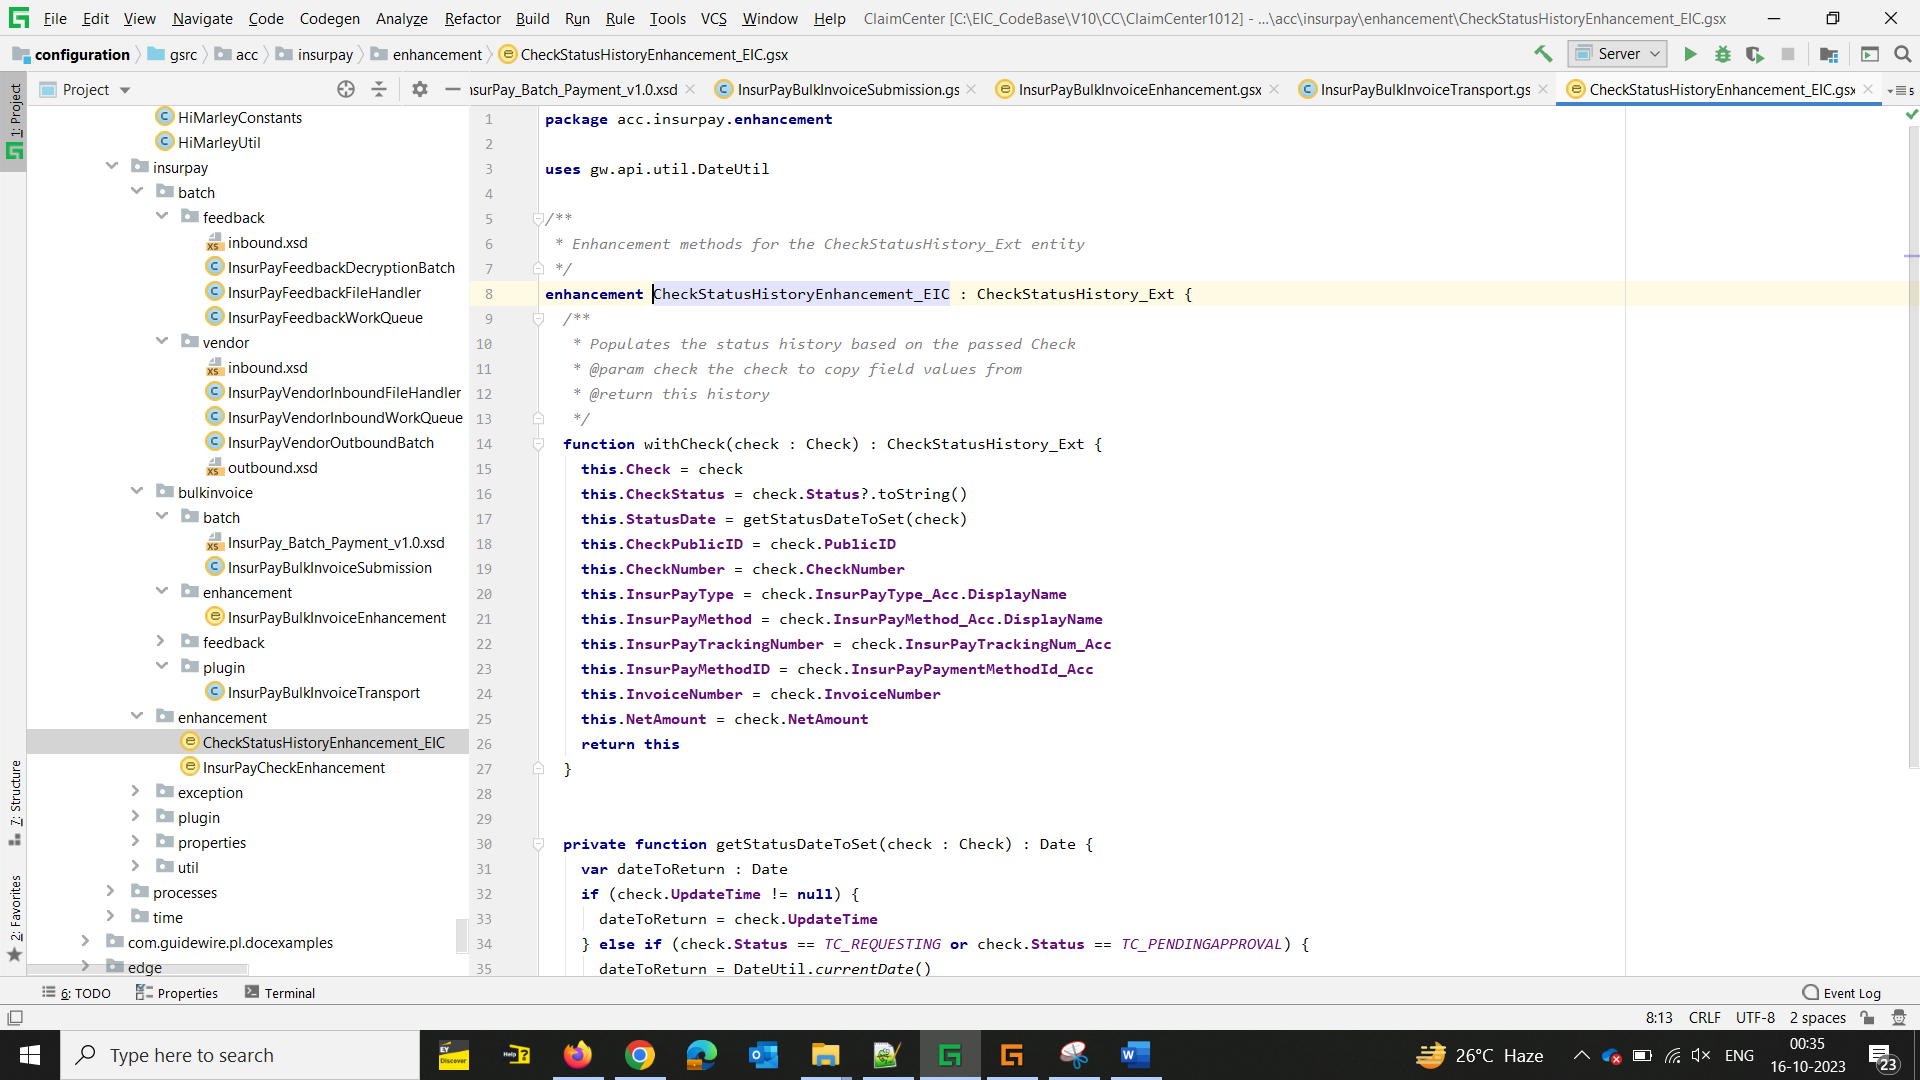 File Edit View Navigate Code Codegen Analyze Refactor Build Run Rule Tools VCS Window Help ClaimCenter [C:\EIC_CodeBase\V10\CC\ClaimCenter1012] - ...\acc\insurpay\enhancement\CheckStatusHistoryEnhancement_EIC.gsx
configuration gsrc acc insurpay enhancement CheckStatusHistoryEnhancement_EIC.gsx Server
1: Project
Project
nsurPay_Batch_Payment_v1.0.xsd InsurPayBulkInvoiceSubmission.gs InsurPayBulkInvoiceEnhancement.gsx InsurPayBulkInvoiceTransport.gs CheckStatusHistoryEnhancement_EIC.gsx 5
HiMarleyConstants
HiMarleyUtil
insurpay
batch
feedback
inbound.xsd
InsurPayFeedbackDecryptionBatch
InsurPayFeedbackFileHandler
InsurPayFeedbackWorkQueue
vendor
inbound.xsd
InsurPayVendorInboundFileHandler
InsurPayVendorInboundWorkQueue
InsurPayVendorOutboundBatch
outbound.xsd
bulkinvoice
batch
InsurPay_Batch_Payment_v1.0.xsd
InsurPayBulkInvoiceSubmission
enhancement
InsurPayBulkInvoiceEnhancement
feedback
plugin
InsurPayBulkInvoiceTransport
enhancement
CheckStatusHistoryEnhancement_EIC
InsurPayCheckEnhancement
exception
plugin
properties
util
processes
time
com.guidewire.pl.docexamples
edge
7: Structure
2: Favorites
1 package acc.insurpay.enhancement
2
3 uses gw.api.util.DateUtil
4
5 /**
6 * Enhancement methods for the CheckStatusHistory_Ext entity
7 */
8 enhancement CheckStatusHistoryEnhancement_EIC : CheckStatusHistory_Ext {
9 /**
10 * Populates the status history based on the passed Check
11 * @param check the check to copy field values from
12 * @return this history
13 */
14 function withCheck(check : Check) : CheckStatusHistory_Ext {
15 this.Check = check
16 this.CheckStatus = check.Status?.toString()
17 this.StatusDate = getStatusDateToSet(check)
18 this.CheckPublicID = check.PublicID
19 this.CheckNumber = check.CheckNumber
20 this.InsurPayType = check.InsurPayType_Acc.DisplayName
21 this.InsurPayMethod = check.InsurPayMethod_Acc.DisplayName
22 this.InsurPayTrackingNumber = check.InsurPayTrackingNum_Acc
23 this.InsurPayMethodID = check.InsurPayPaymentMethodId_Acc
24 this.InvoiceNumber = check.InvoiceNumber
25 this.NetAmount = check.NetAmount
26 return this
27 }
28
29
30 private function getStatusDateToSet(check : Check) : Date {
31 var dateToReturn : Date
32 if (check.UpdateTime != null) {
33 dateToReturn = check.UpdateTime
34 } else if (check.Status == TC_REQUESTING or check.Status == TC_PENDINGAPPROVAL) {
35 dateToReturn = DateUtil.currentDate()
6: TODO Properties Terminal Event Log
8:13 CRLF UTF-8 2 spaces
Type here to search
EY Discover
Help ?
26°C Haze ENG 00:35
16-10-2023 23